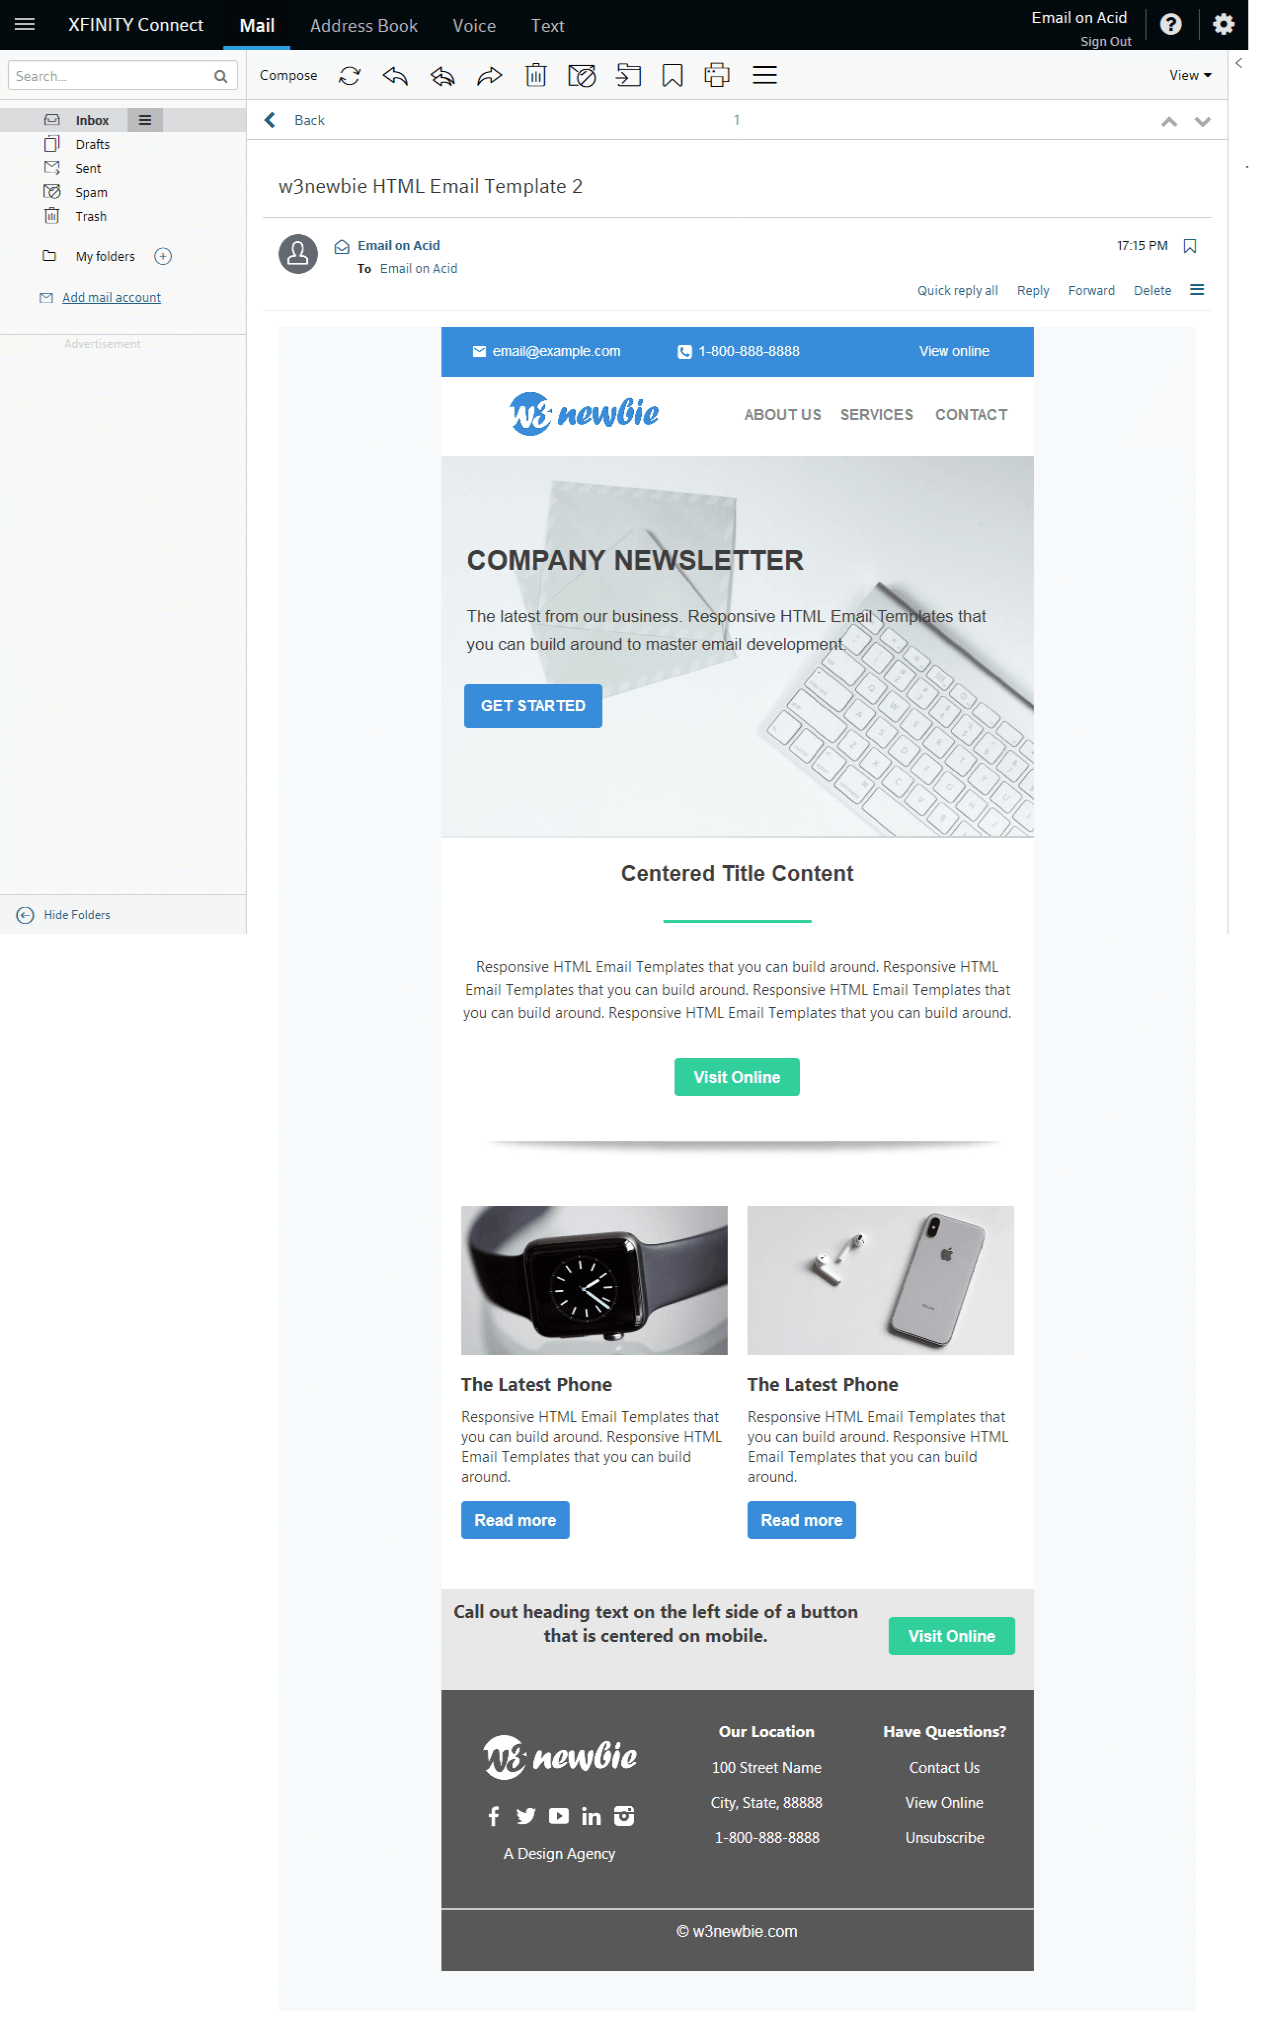 XFINITY Connect
Mail
Address Book
Voice
Text
Email on Acid
Sign Out
Search...
Compose
View
Inbox
Drafts
Sent
Spam
Trash
My folders
Add mail account
Advertisement
Hide Folders
Back
1
w3newbie HTML Email Template 2
Email on Acid
17:15 PM
To Email on Acid
Quick reply all Reply Forward Delete
email@example.com
1-800-888-8888
View online
w3 newbie
ABOUT US SERVICES CONTACT
COMPANY NEWSLETTER
The latest from our business. Responsive HTML Email Templates that
you can build around to master email development.
GET STARTED
Centered Title Content
Responsive HTML Email Templates that you can build around. Responsive HTML
Email Templates that you can build around. Responsive HTML Email Templates that
you can build around. Responsive HTML Email Templates that you can build around.
Visit Online
The Latest Phone
Responsive HTML Email Templates that
you can build around. Responsive HTML
Email Templates that you can build
around.
Read more
The Latest Phone
Responsive HTML Email Templates that
you can build around. Responsive HTML
Email Templates that you can build
around.
Read more
Call out heading text on the left side of a button
that is centered on mobile.
Visit Online
w3 newbie
A Design Agency
Our Location
100 Street Name
City, State, 88888
1-800-888-8888
Have Questions?
Contact Us
View Online
Unsubscribe
© w3newbie.com